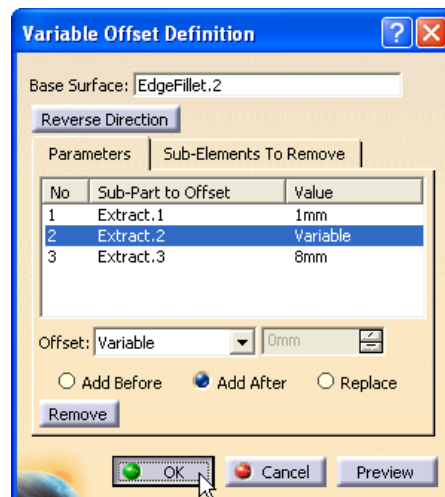 Variable Offset Definition
Base Surface: EdgeFillet.2
Reverse Direction
Parameters Sub-Elements To Remove
No Sub-Part to Offset Value
1 Extract.1 1mm
2 Extract.2 Variable
3 Extract.3 8mm
Offset: Variable 0mm
Add Before Add After Replace
Remove
OK Cancel Preview